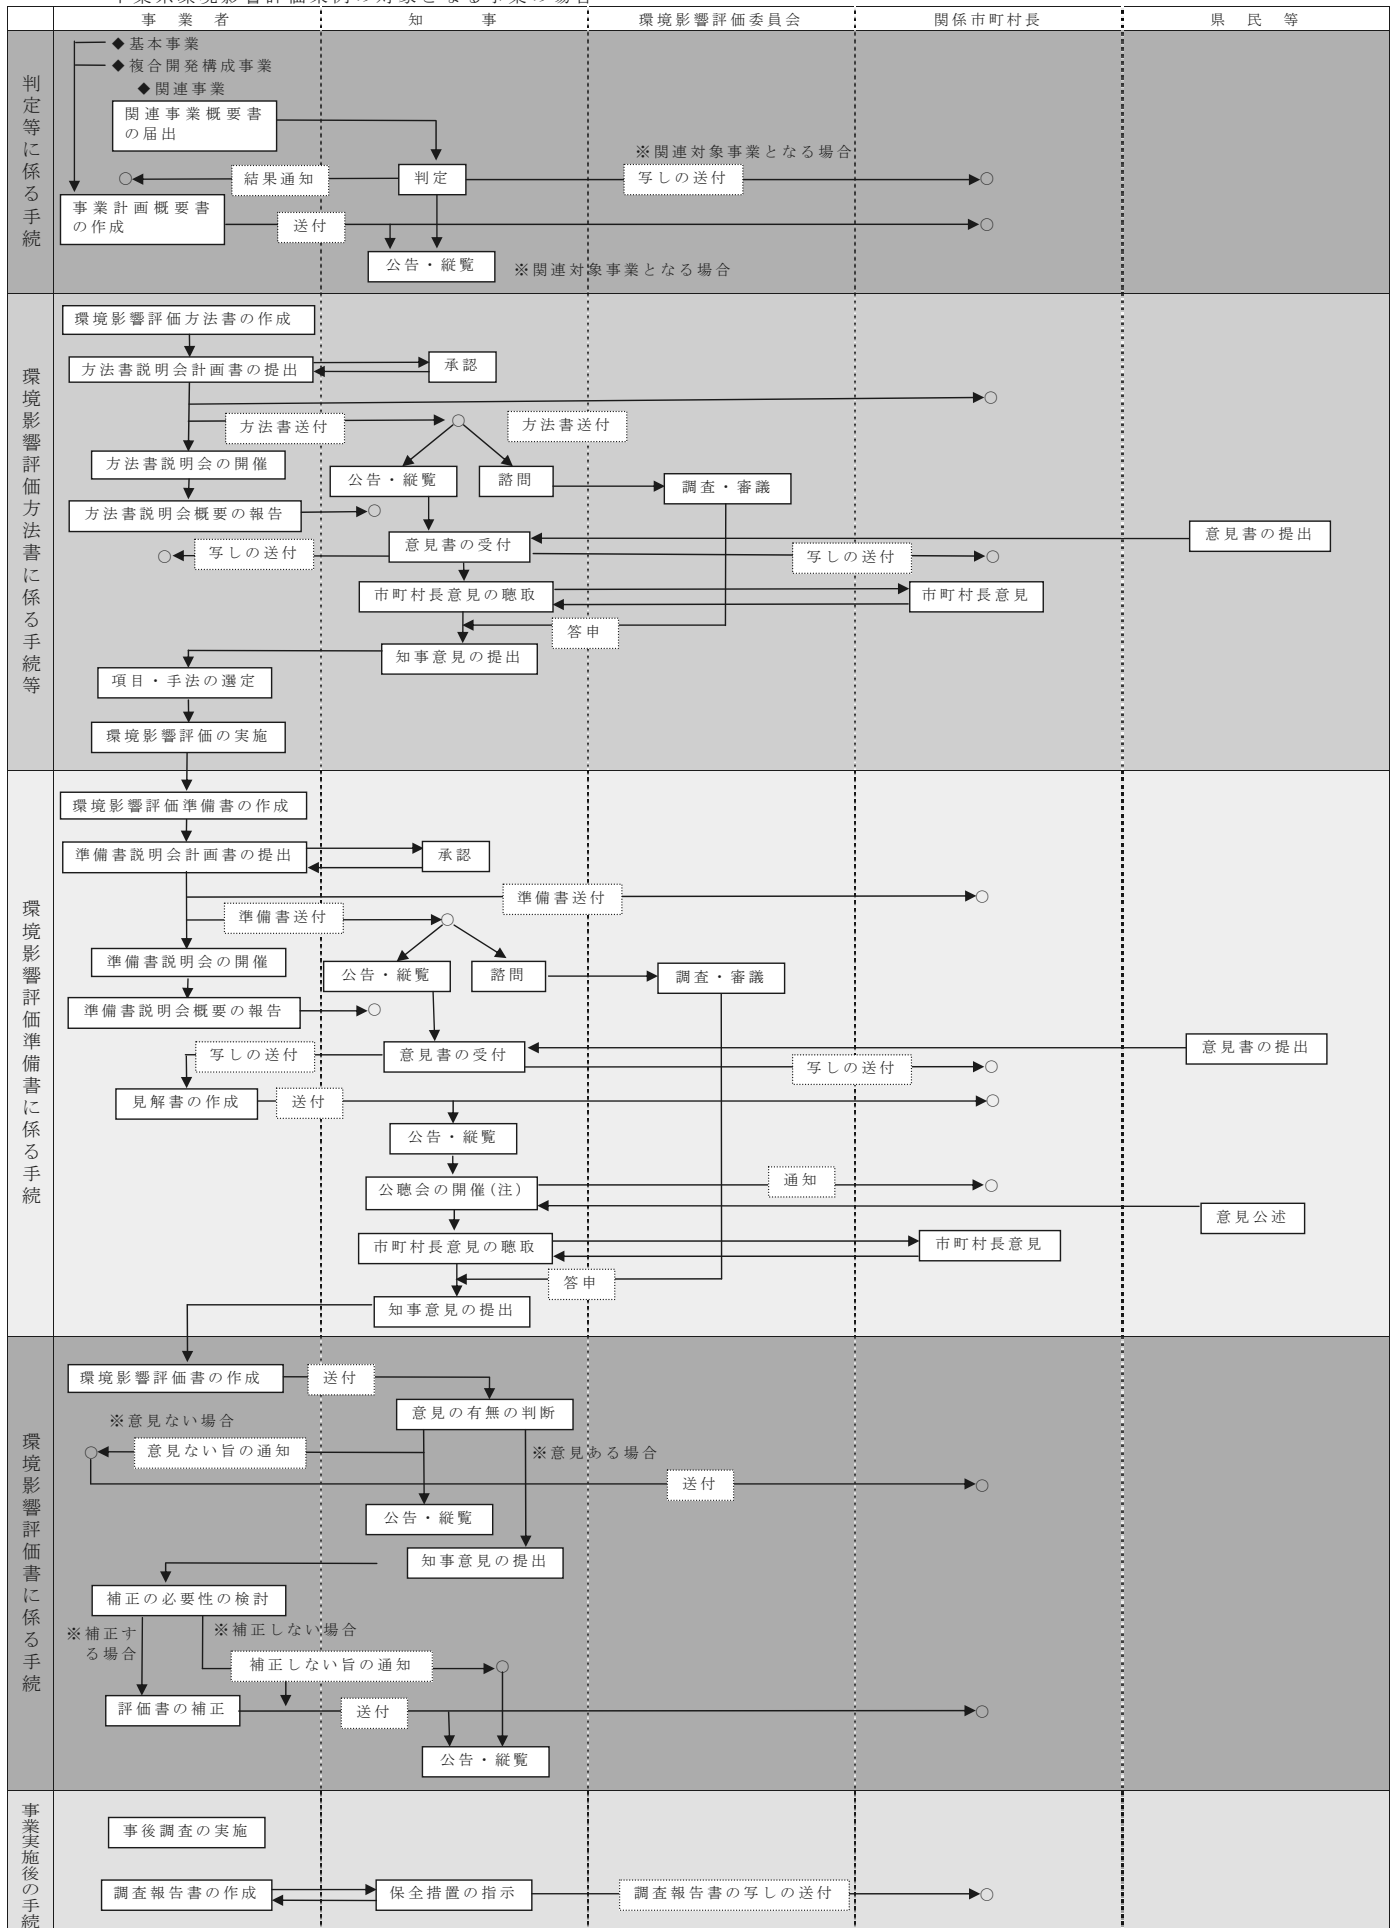 事業者
知事
環境影響評価委員会
関係市町村長
県民等
判定等に係る手続
◆基本事業
◆複合開発構成事業
◆関連事業
関連事業概要書
の届出
※関連対象事業となる場合
結果通知
判定
写しの送付
事業計画概要書
の作成
送付
公告・縦覧
※関連対象事業となる場合
環境影響評価方法書に係る手続等
環境影響評価方法書の作成
方法書説明会計画書の提出
承認
方法書送付
方法書送付
方法書説明会の開催
公告・縦覧
諮問
調査・審議
方法書説明会概要の報告
意見書の受付
意見書の提出
写しの送付
写しの送付
市町村長意見の聴取
市町村長意見
答申
知事意見の提出
項目・手法の選定
環境影響評価の実施
環境影響評価準備書に係る手続
環境影響評価準備書の作成
準備書説明会計画書の提出
承認
準備書送付
準備書送付
準備書説明会の開催
公告・縦覧
諮問
調査・審議
準備書説明会概要の報告
意見書の受付
意見書の提出
写しの送付
写しの送付
見解書の作成
送付
公告・縦覧
公聴会の開催(注)
通知
意見公述
市町村長意見の聴取
市町村長意見
答申
知事意見の提出
環境影響評価書に係る手続
環境影響評価書の作成
送付
意見の有無の判断
※意見ない場合
意見ない旨の通知
※意見ある場合
送付
公告・縦覧
知事意見の提出
補正の必要性の検討
※補正す
る場合
※補正しない場合
補正しない旨の通知
評価書の補正
送付
公告・縦覧
事業実施後の手続
事後調査の実施
調査報告書の作成
保全措置の指示
調査報告書の写しの送付